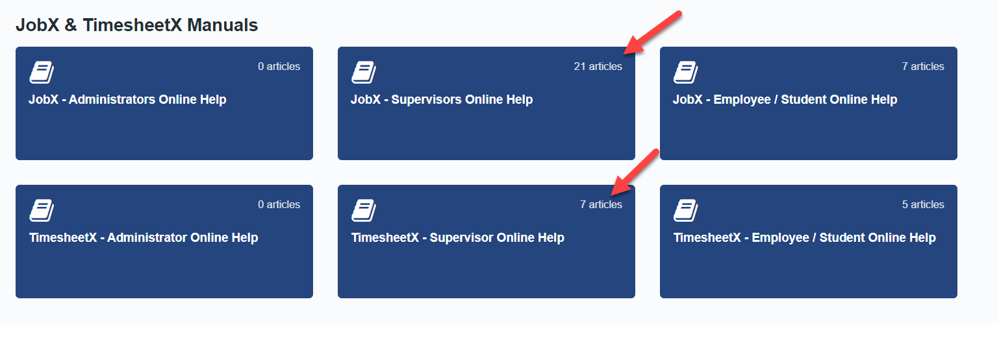 JobX & TimesheetX Manuals
0 articles
JobX - Administrators Online Help
21 articles
JobX - Supervisors Online Help
7 articles
JobX - Employee / Student Online Help
0 articles
TimesheetX - Administrator Online Help
7 articles
TimesheetX - Supervisor Online Help
5 articles
TimesheetX - Employee / Student Online Help